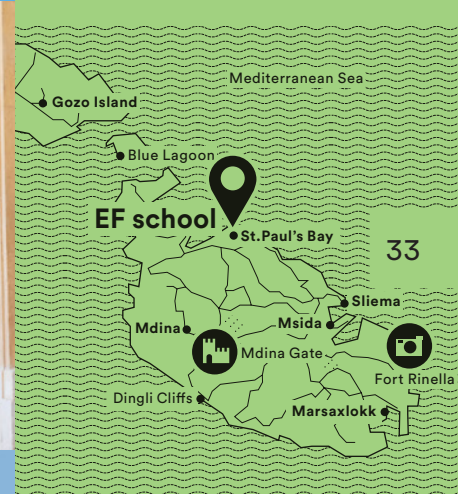 Mediterranean Sea
Gozo Island
Blue Lagoon
EF school
St.Paul's Bay
33
Sliema
Msida
Mdina
Mdina Gate
Fort Rinella
Dingli Cliffs
Marsaxlokk